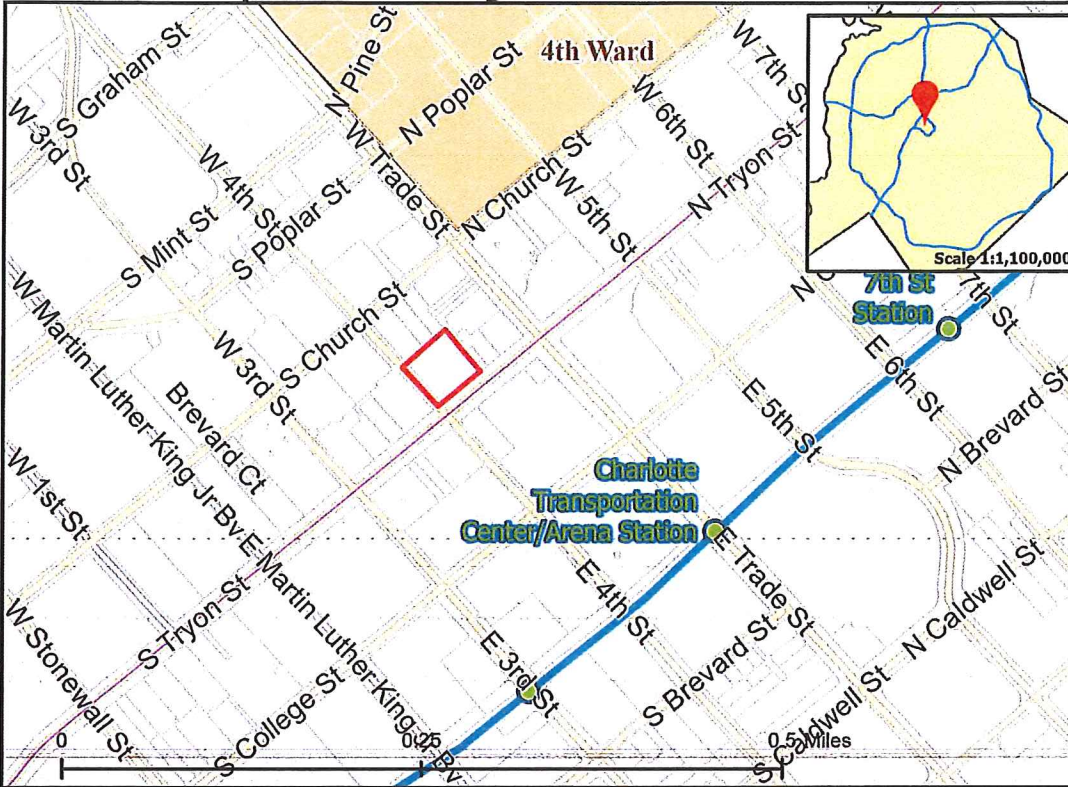 S Graham St
N Pine St
4th Ward
N Poplar St
W 7th St
W 6th St
W 3rd St
W 4th St
W Trade St
N Church St
W 5th St
N Tryon St
S Poplar St
S Mint St
Scale 1:1,100,000
7th St
Station
7th St
W Martin Luther King Jr Bv
S Church St
W 3rd St
E 6th St
Brevard Ct
E 5th St
N Brevard St
W 1st St
Charlotte
Transportation
Center/Arena Station
E Martin Luther King Jr Bv
E Trade St
E 4th St
S Tryon St
N Caldwell St
W Stonewall St
E 3rd St
S Brevard St
S College St
S Caldwell St
0
0.25
0.5 Miles